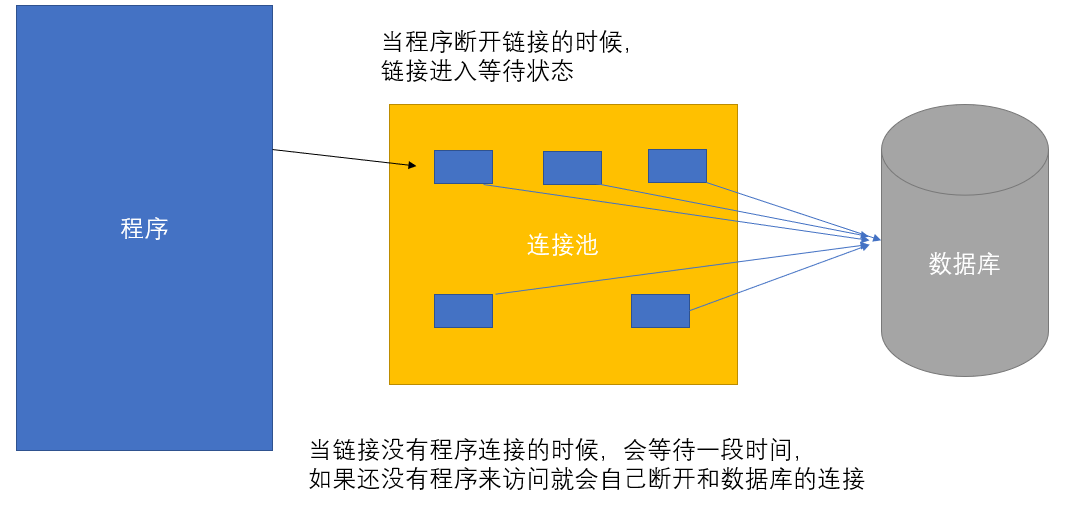 当程序断开链接的时候，
链接进入等待状态
程序
连接池
数据库
当链接没有程序连接的时候，会等待一段时间，
如果还没有程序来访问就会自己断开和数据库的连接